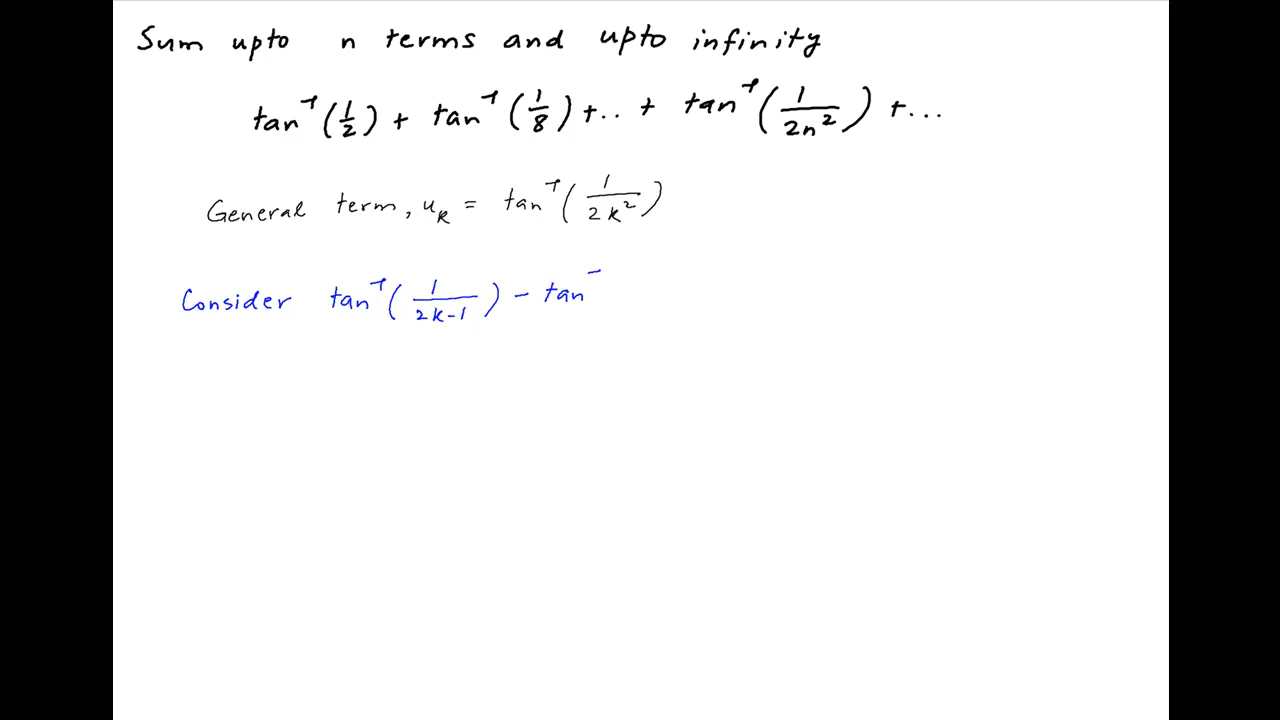 Sum upto n terms and upto infinity
tan⁻¹(1/2) + tan⁻¹(1/8) + .. + tan⁻¹(1/2n²) + ...
General term, u_k = tan⁻¹(1/2k²)
Consider tan⁻¹(1/2k-1) - tan⁻